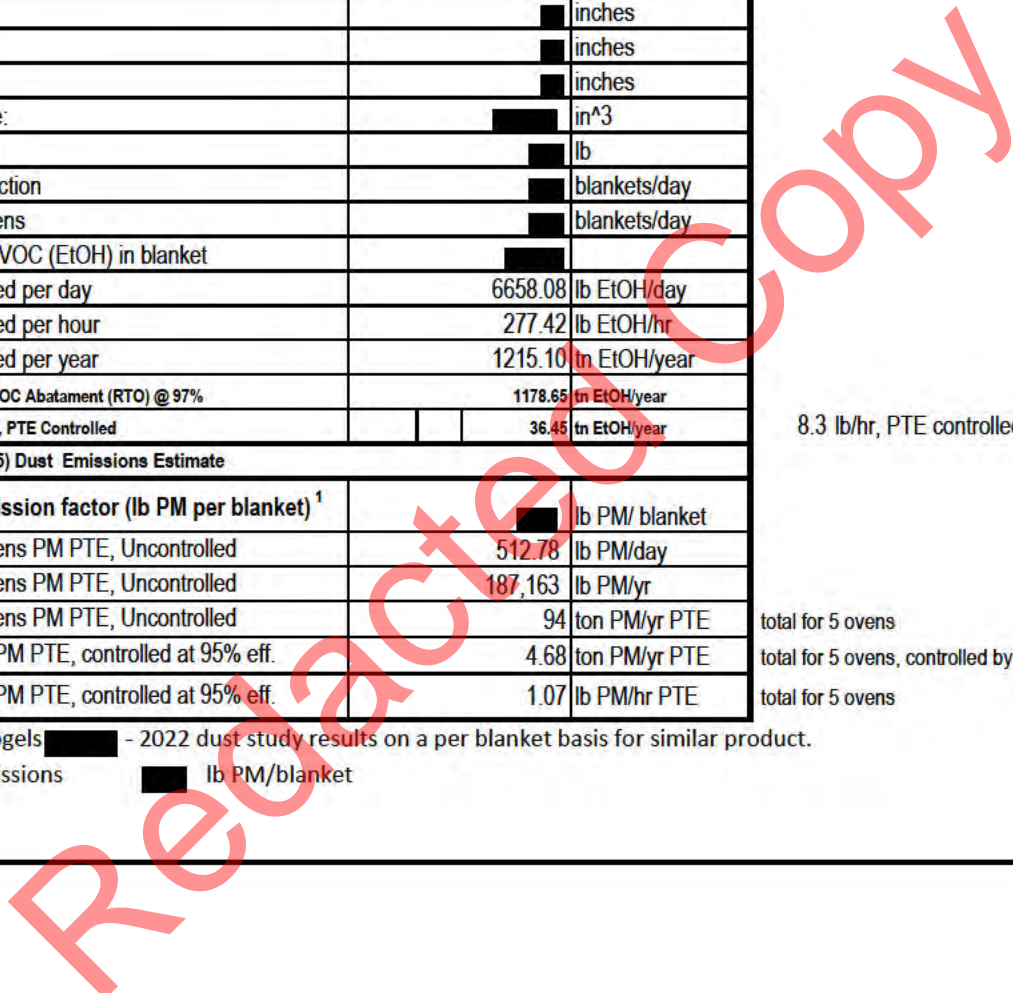 inches
inches
inches
e: in^3
lb
ction blankets/day
ens blankets/day
VOC (EtOH) in blanket
ed per day 6658.08 lb EtOH/day
ed per hour 277.42 lb EtOH/hr
ed per year 1215.10 tn EtOH/year
OC Abatament (RTO) @ 97% 1178.65 tn EtOH/year
, PTE Controlled 36.45 tn EtOH/year 8.3 lb/hr, PTE controlled
5) Dust Emissions Estimate
ission factor (lb PM per blanket) 1 lb PM/ blanket
ens PM PTE, Uncontrolled 512.78 lb PM/day
ens PM PTE, Uncontrolled 187,163 lb PM/yr
ens PM PTE, Uncontrolled 94 ton PM/yr PTE total for 5 ovens
PM PTE, controlled at 95% eff. 4.68 ton PM/yr PTE total for 5 ovens, controlled by
PM PTE, controlled at 95% eff. 1.07 lb PM/hr PTE total for 5 ovens
gels - 2022 dust study results on a per blanket basis for similar product.
ssions lb PM/blanket
Redacted Copy